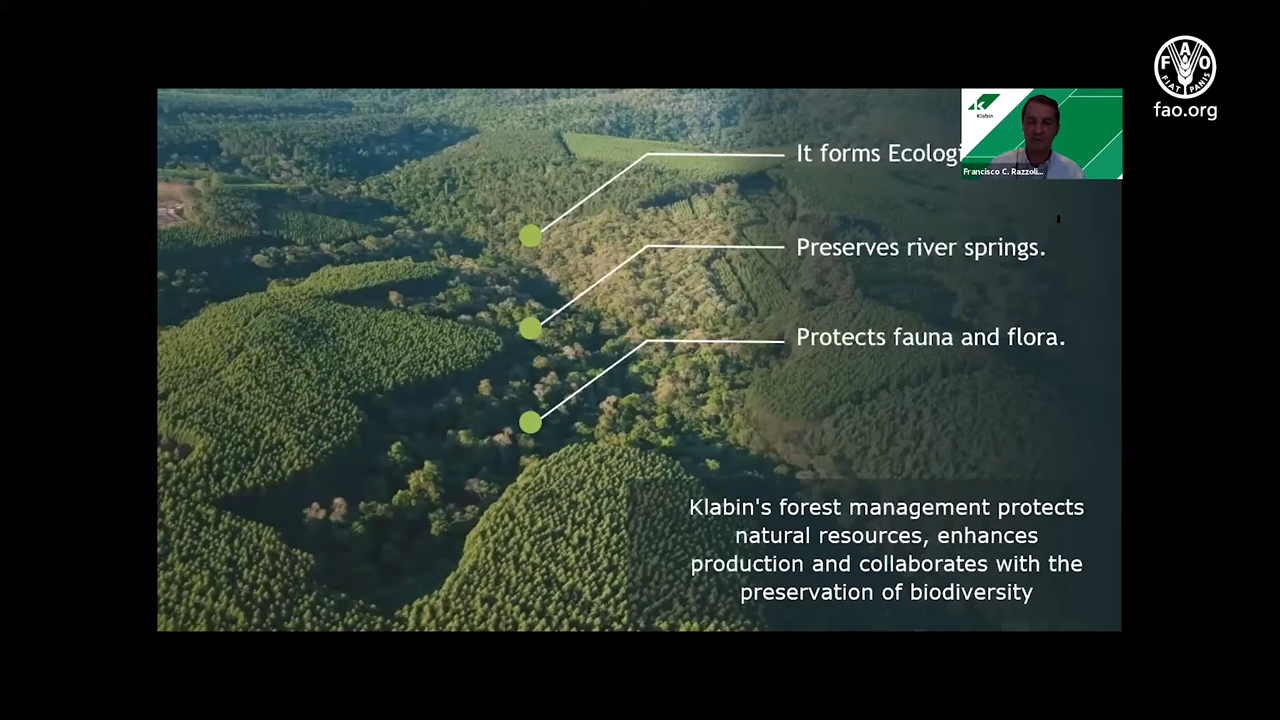 FAO
FIAT PANIS
fao.org
Klabin
Francisco C. Razzoli...
It forms
Preserves river springs.
Protects fauna and flora.
Klabin's forest management protects
natural resources, enhances
production and collaborates with the
preservation of biodiversity